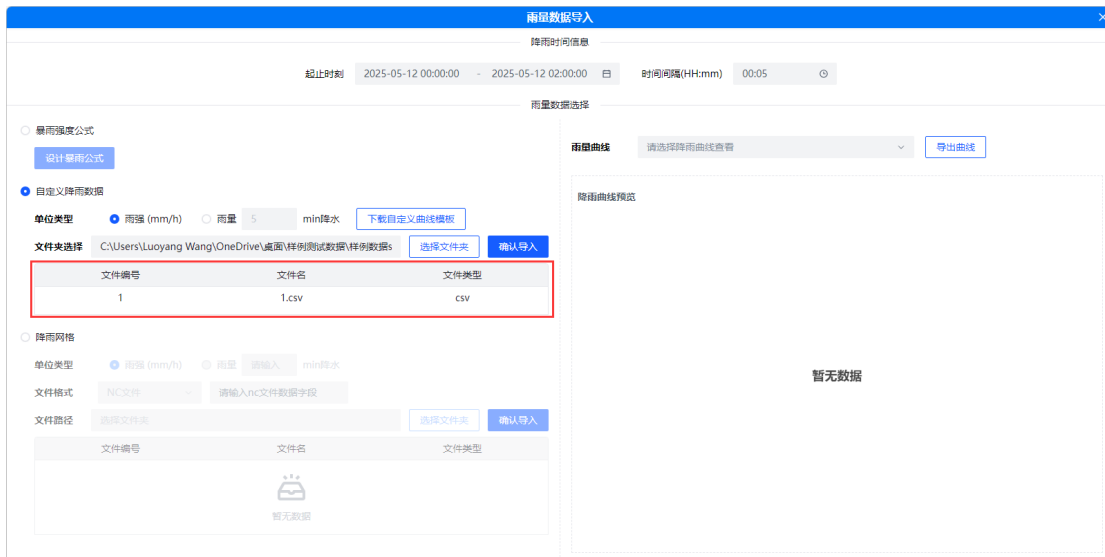 雨量数据导入
降雨时间信息
起止时刻 2025-05-12 00:00:00 - 2025-05-12 02:00:00 时间间隔(HH:mm) 00:05
雨量数据选择
暴雨强度公式
设计暴雨公式
自定义降雨数据
单位类型 雨强 (mm/h) 雨量 5 min降水 下载自定义曲线模板
文件夹选择 C:\Users\Luoyang Wang\OneDrive\桌面\样例测试数据\样例数据s 选择文件夹 确认导入
文件编号 文件名 文件类型
1 1.csv csv
降雨网格
单位类型 雨强 (mm/h) 雨量 请输入 min降水
文件格式 NC文件 请输入nc文件数据字段
文件路径 选择文件夹 选择文件夹 确认导入
文件编号 文件名 文件类型
暂无数据
雨量曲线 请选择降雨曲线查看 导出曲线
降雨曲线预览
暂无数据